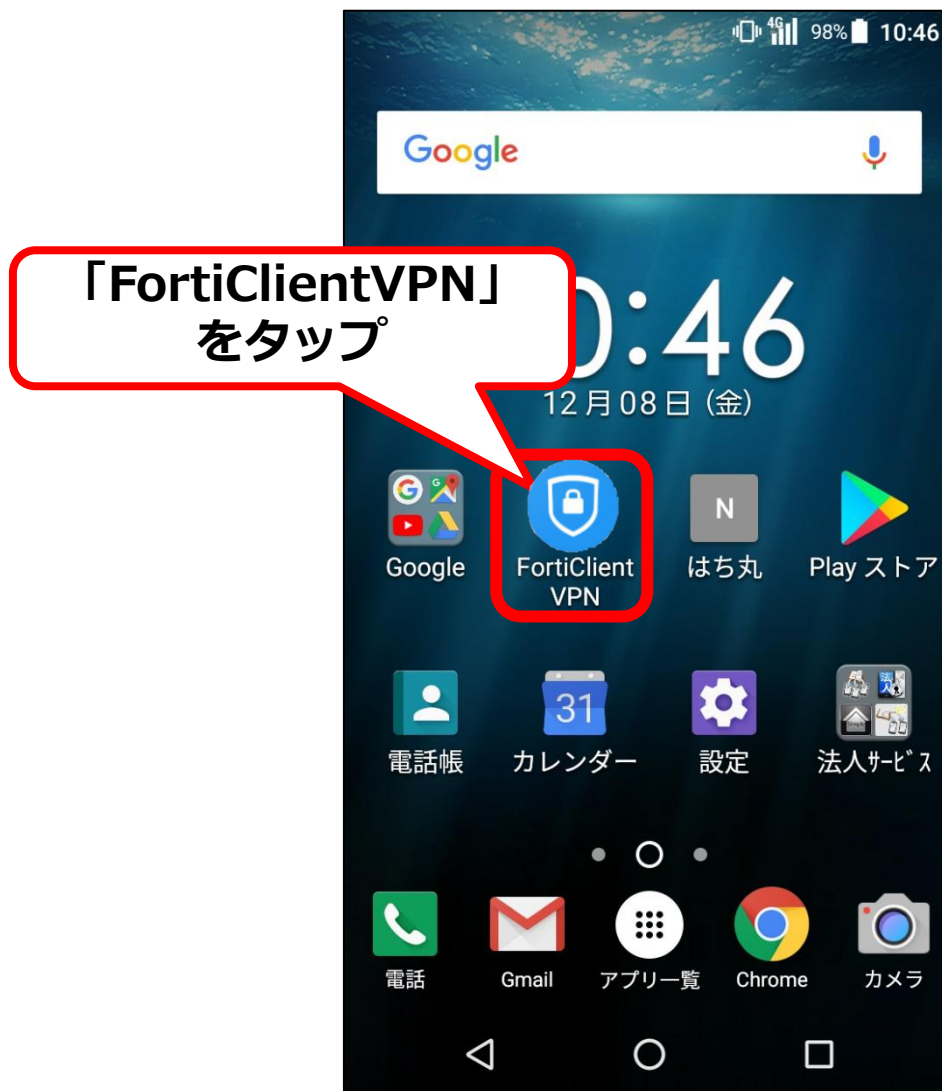 4G 98% 10:46
Google
「FortiClientVPN」
をタップ
0:46
12月08日（金）
N
Google
FortiClient
VPN
はち丸
Play ストア
31
電話帳
カレンダー
設定
法人ｻｰﾋﾞｽ
電話
Gmail
アプリ一覧
Chrome
カメラ